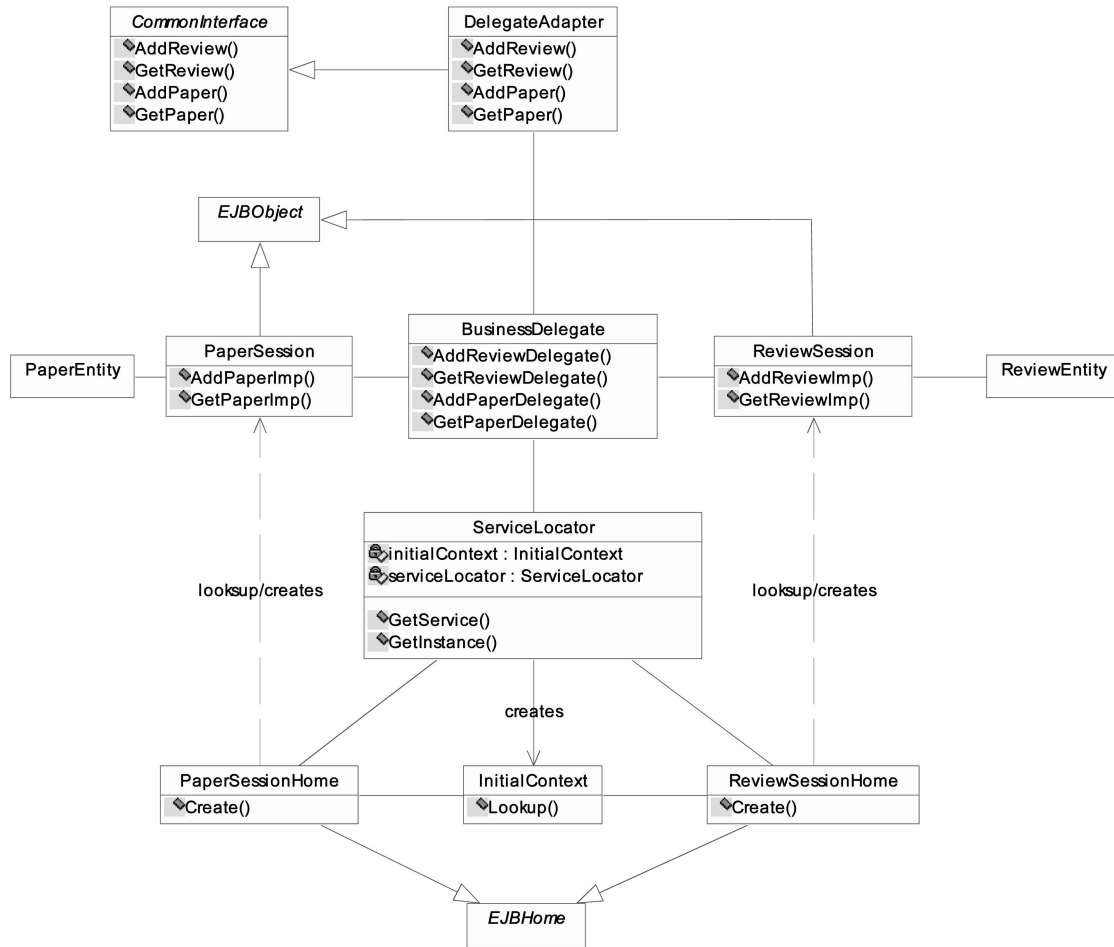 CommonInterface
AddReview()
GetReview()
AddPaper()
GetPaper()
DelegateAdapter
AddReview()
GetReview()
AddPaper()
GetPaper()
EJBObject
PaperEntity
PaperSession
AddPaperImp()
GetPaperImp()
BusinessDelegate
AddReviewDelegate()
GetReviewDelegate()
AddPaperDelegate()
GetPaperDelegate()
ReviewSession
AddReviewImp()
GetReviewImp()
ReviewEntity
ServiceLocator
initialContext : InitialContext
serviceLocator : ServiceLocator
GetService()
GetInstance()
looksup/creates
looksup/creates
creates
PaperSessionHome
Create()
InitialContext
Lookup()
ReviewSessionHome
Create()
EJBHome